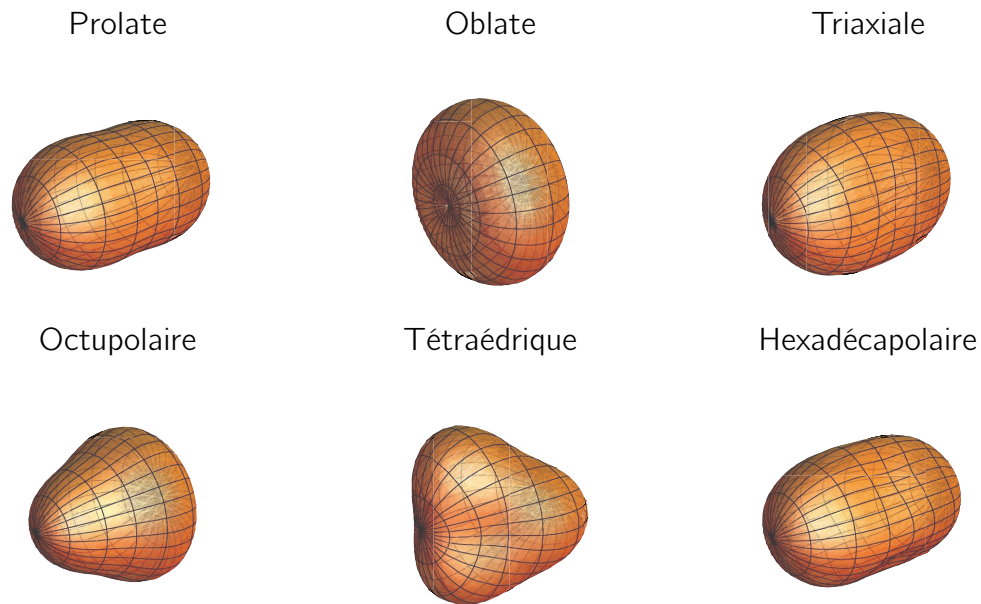 Prolate
Oblate
Triaxiale
Octupolaire
Tétraédrique
Hexadécapolaire